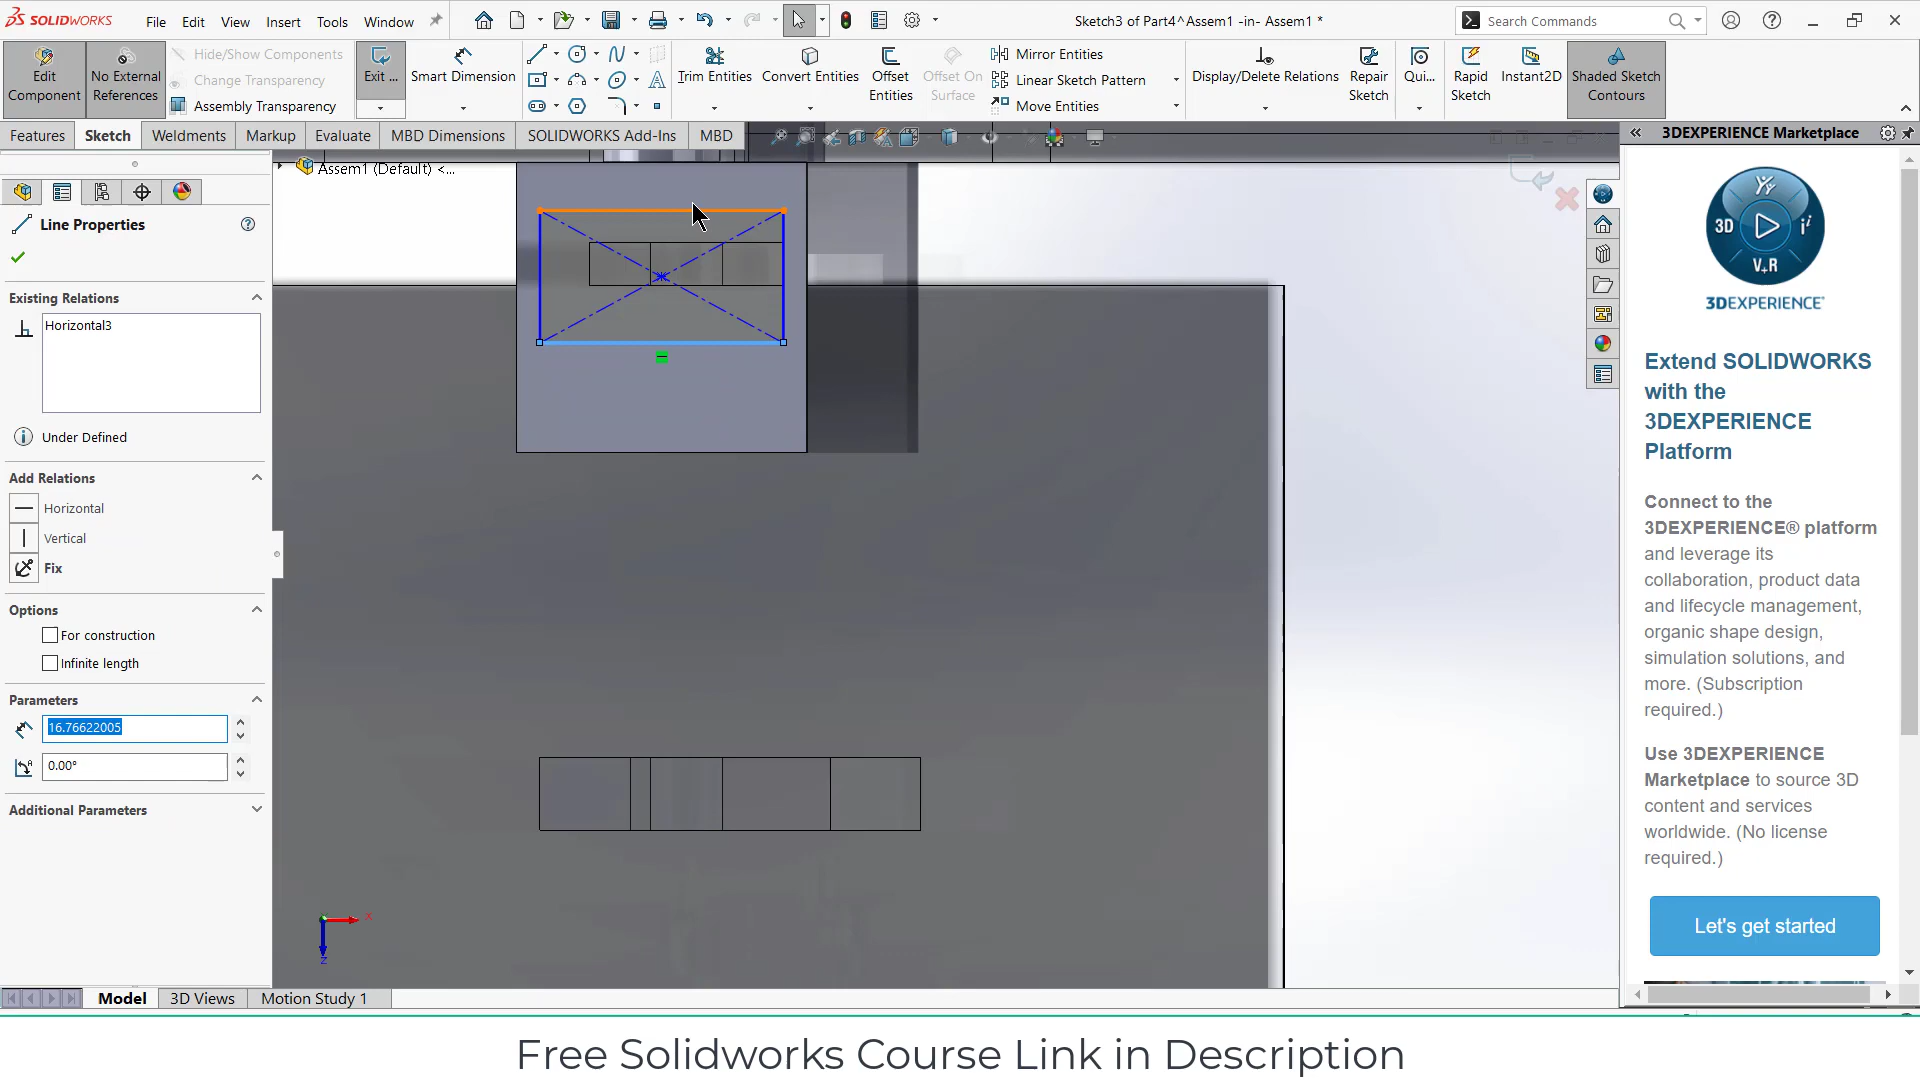 SOLIDWORKS File Edit View Insert Tools Window
Sketch3 of Part4^Assem1 -in- Assem1 *
Search Commands
Edit Component
No External References
Hide/Show Components
Change Transparency
Assembly Transparency
Exit ...
Smart Dimension
Trim Entities
Convert Entities
Offset Entities
Offset On Surface
Mirror Entities
Linear Sketch Pattern
Move Entities
Display/Delete Relations
Repair Sketch
Qui...
Rapid Sketch
Instant2D
Shaded Sketch Contours
Features Sketch Weldments Markup Evaluate MBD Dimensions SOLIDWORKS Add-Ins MBD
3DEXPERIENCE Marketplace
Assem1 (Default) <...
Line Properties
Existing Relations
Horizontal3
Under Defined
Add Relations
Horizontal
Vertical
Fix
Options
For construction
Infinite length
Parameters
16.76622005
0.00°
Additional Parameters
X
Z
3D
i
V+R
3DEXPERIENCE
Extend SOLIDWORKS
with the
3DEXPERIENCE
Platform
Connect to the
3DEXPERIENCE® platform
and leverage its
collaboration, product data
and lifecycle management,
organic shape design,
simulation solutions, and
more. (Subscription
required.)
Use 3DEXPERIENCE
Marketplace to source 3D
content and services
worldwide. (No license
required.)
Let's get started
Model 3D Views Motion Study 1
Free Solidworks Course Link in Description